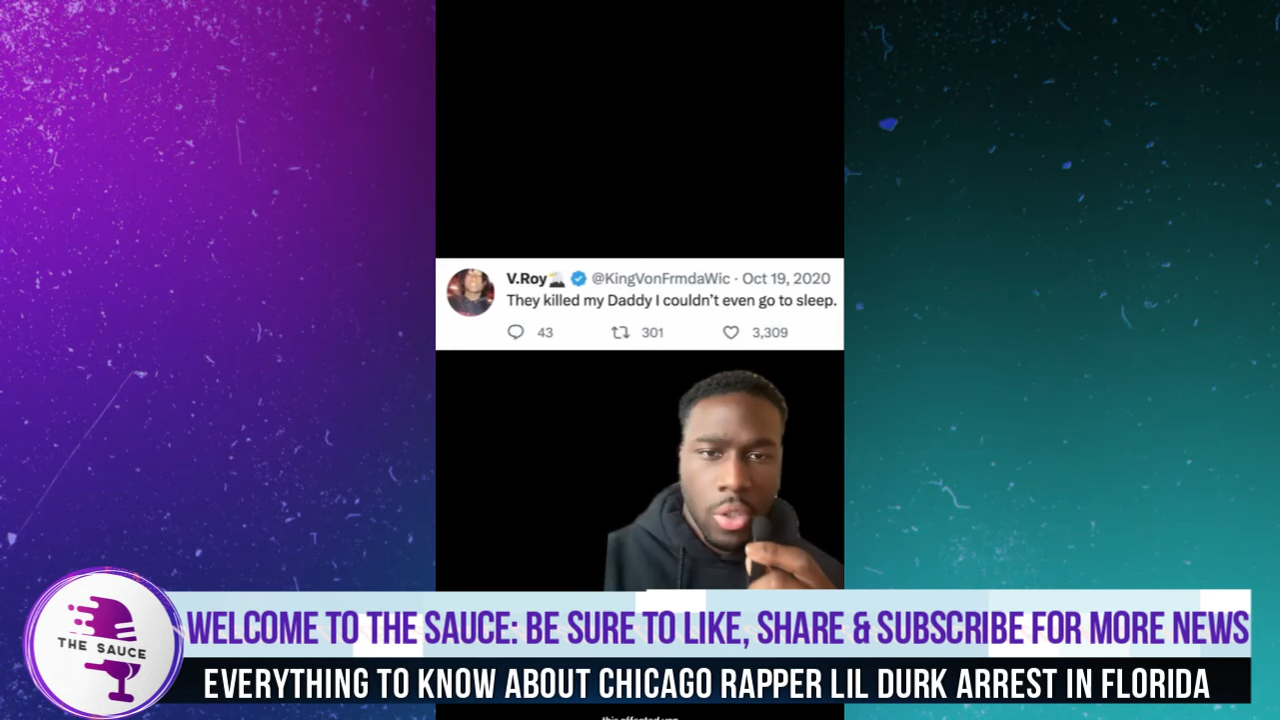 V.Roy @KingVonFrmdaWic · Oct 19, 2020
They killed my Daddy I couldn't even go to sleep.
43 301 3,309
THE SAUCE
WELCOME TO THE SAUCE: BE SURE TO LIKE, SHARE & SUBSCRIBE FOR MORE NEWS
EVERYTHING TO KNOW ABOUT CHICAGO RAPPER LIL DURK ARREST IN FLORIDA